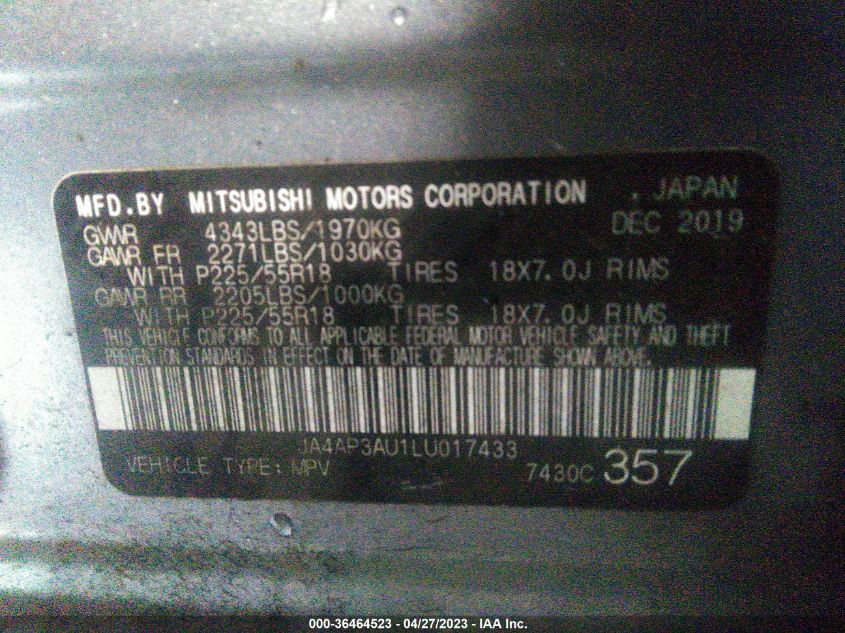 MFD.BY MITSUBISHI MOTORS CORPORATION , JAPAN
GVWR 4343LBS/1970KG DEC 2019
GAWR FR 2271LBS/1030KG
WITH P225/55R18 TIRES 18X7.0J RIMS
GAWR RR 2205LBS/1000KG
WITH P225/55R18 TIRES 18X7.0J RIMS
THIS VEHICLE CONFORMS TO ALL APPLICABLE FEDERAL MOTOR VEHICLE SAFETY AND THEFT
PREVENTION STANDARDS IN EFFECT ON THE DATE OF MANUFACTURE SHOWN ABOVE.
JA4AP3AU1LU017433
VEHICLE TYPE: MPV 7430C 357
000-36464523 - 04/27/2023 - IAA Inc.